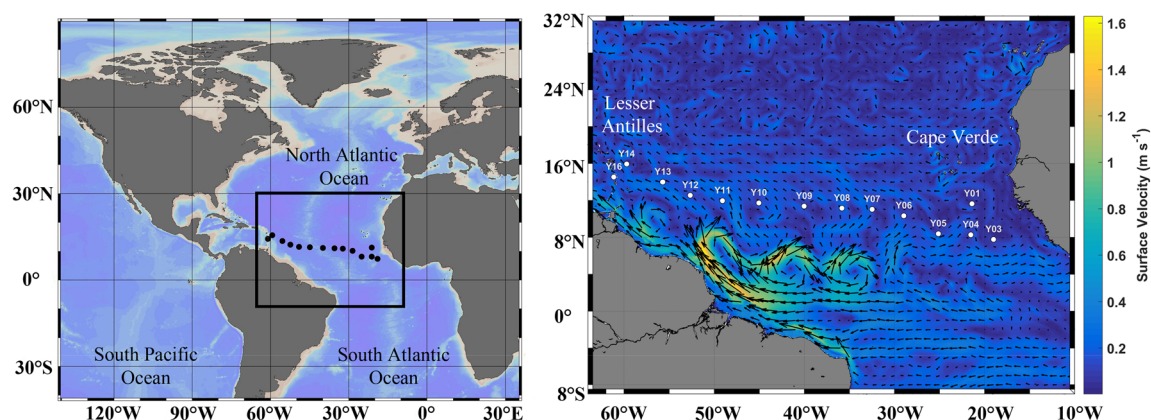 60°N
30°N
0°
30°S
120°W
90°W
60°W
30°W
0°
30°E
North Atlantic
Ocean
South Pacific
Ocean
South Atlantic
Ocean
32°N
24°N
16°N
8°N
0°
8°S
60°W
50°W
40°W
30°W
20°W
10°W
Lesser
Antilles
Cape Verde
Y14
Y16
Y13
Y12
Y11
Y10
Y09
Y08
Y07
Y06
Y05
Y04
Y03
Y01
1.6
1.4
1.2
1
0.8
0.6
0.4
0.2
Surface Velocity (m s⁻¹)